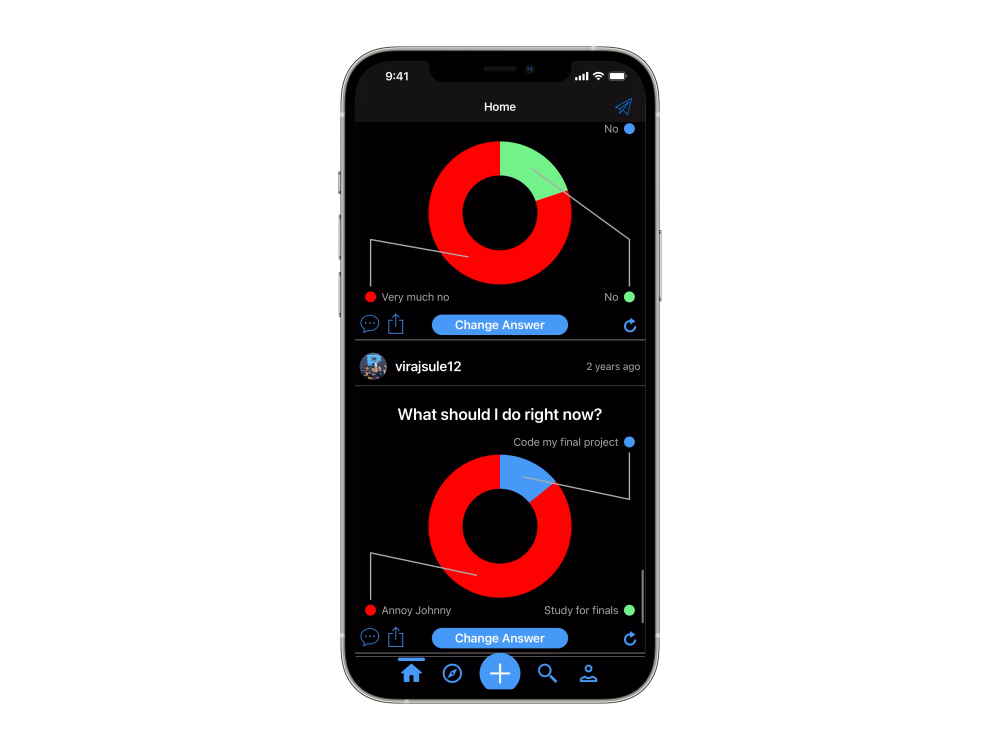 9:41
Home
No
Very much no
No
Change Answer
virajsule12
2 years ago
What should I do right now?
Code my final project
Annoy Johnny
Study for finals
Change Answer